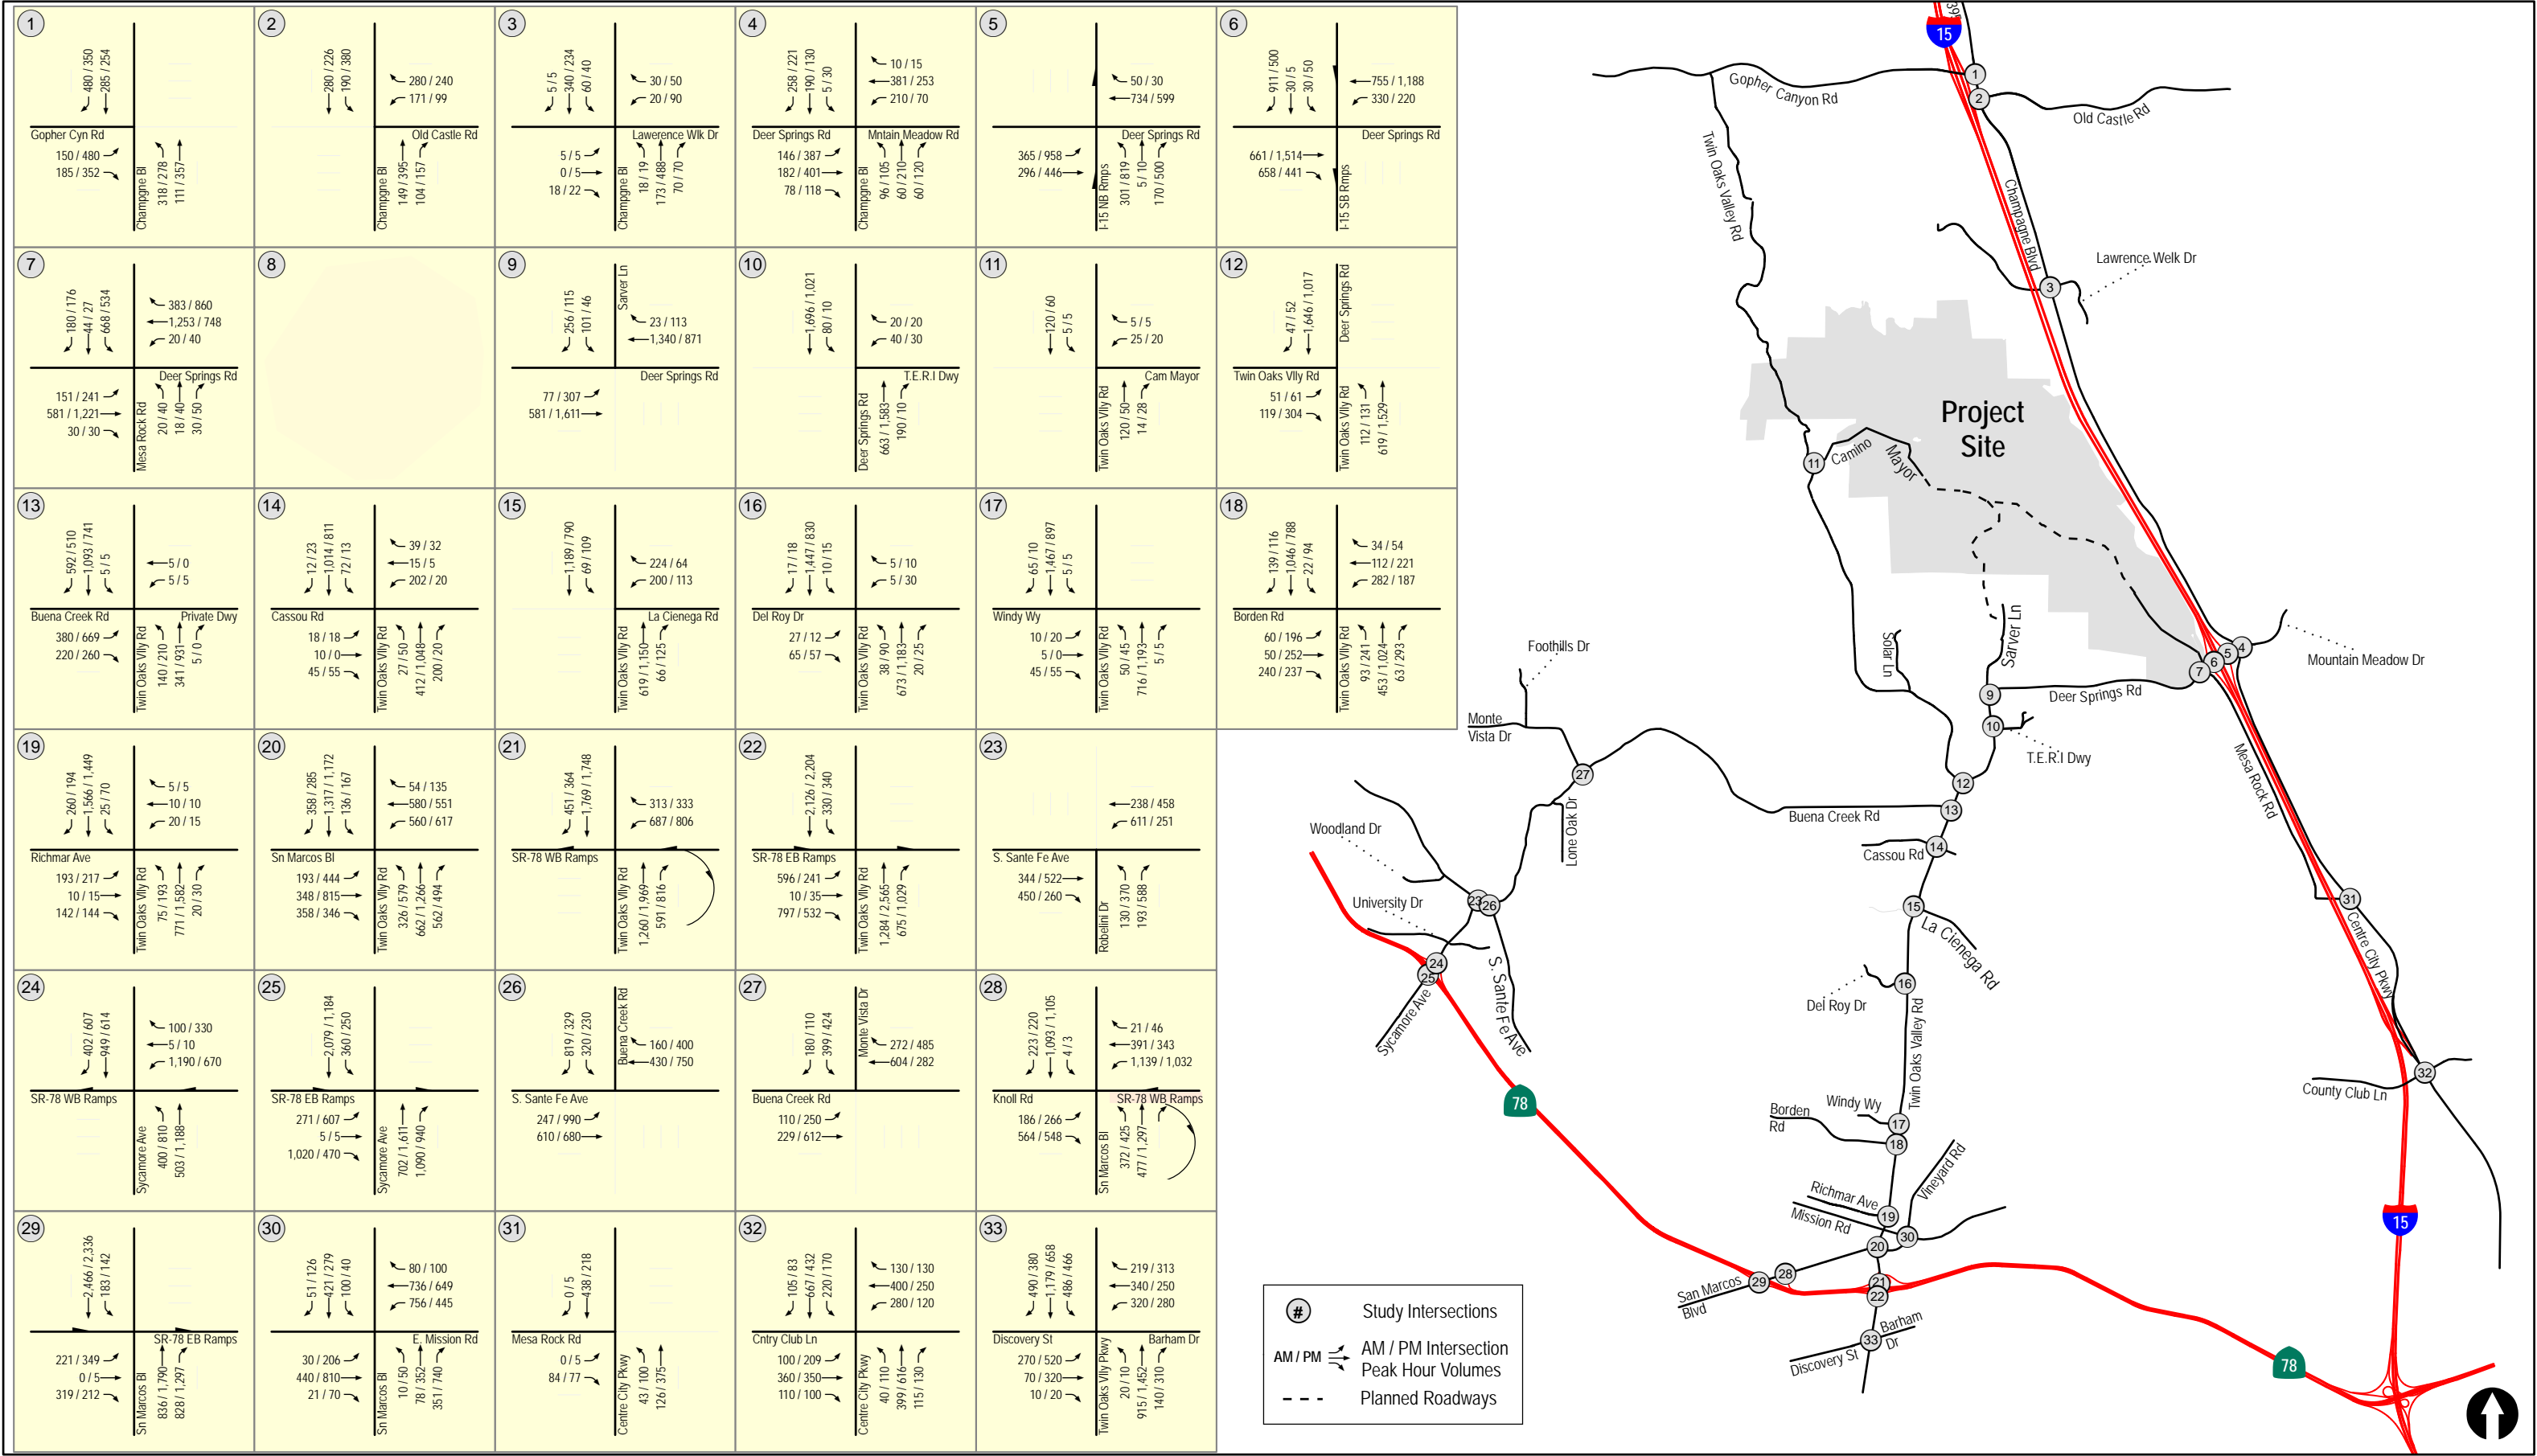 1
480 / 350
285 / 254
Gopher Cyn Rd
150 / 480
185 / 352
Champgne Bl
318 / 278
111 / 357
2
280 / 226
190 / 380
280 / 240
171 / 99
Old Castle Rd
Champgne Bl
149 / 395
104 / 157
3
5 / 5
340 / 234
60 / 40
30 / 50
20 / 90
Lawerence Wlk Dr
5 / 5
0 / 5
18 / 22
Champgne Bl
18 / 19
173 / 488
70 / 70
4
258 / 221
190 / 130
5 / 30
10 / 15
381 / 253
210 / 70
Deer Springs Rd
Mntain Meadow Rd
146 / 387
182 / 401
78 / 118
Champgne Bl
96 / 105
60 / 210
60 / 120
5
50 / 30
734 / 599
Deer Springs Rd
365 / 958
296 / 446
I-15 NB Rmps
301 / 819
5 / 10
170 / 500
6
911 / 500
30 / 5
30 / 50
755 / 1,188
330 / 220
Deer Springs Rd
661 / 1,514
658 / 441
I-15 SB Rmps
7
180 / 176
44 / 27
668 / 534
383 / 860
1,253 / 748
20 / 40
Deer Springs Rd
151 / 241
581 / 1,221
30 / 30
Mesa Rock Rd
20 / 40
18 / 40
30 / 50
8
9
256 / 115
101 / 46
Sarver Ln
23 / 113
1,340 / 871
Deer Springs Rd
77 / 307
581 / 1,611
10
1,696 / 1,021
80 / 10
20 / 20
40 / 30
T.E.R.I Dwy
Deer Springs Rd
663 / 1,583
190 / 10
11
120 / 60
5 / 5
5 / 5
25 / 20
Cam Mayor
Twin Oaks Vlly Rd
120 / 50
14 / 28
12
47 / 52
1,646 / 1,017
Deer Springs Rd
Twin Oaks Vlly Rd
51 / 61
119 / 304
Twin Oaks Vlly Rd
112 / 131
619 / 1,529
13
592 / 510
1,093 / 741
5 / 5
5 / 0
5 / 5
Buena Creek Rd
Private Dwy
380 / 669
220 / 260
Twin Oaks Vlly Rd
140 / 210
341 / 931
5 / 0
14
12 / 23
1,014 / 811
72 / 13
39 / 32
15 / 5
202 / 20
Cassou Rd
18 / 18
10 / 0
45 / 55
Twin Oaks Vlly Rd
27 / 50
412 / 1,048
200 / 20
15
1,189 / 790
69 / 109
224 / 64
200 / 113
La Cienega Rd
Twin Oaks Vlly Rd
619 / 1,150
66 / 125
16
17 / 18
1,447 / 830
10 / 15
5 / 10
5 / 30
Del Roy Dr
27 / 12
65 / 57
Twin Oaks Vlly Rd
38 / 90
673 / 1,183
20 / 25
17
65 / 10
1,467 / 897
5 / 5
Windy Wy
10 / 20
5 / 0
45 / 55
Twin Oaks Vlly Rd
50 / 45
716 / 1,193
5 / 5
18
139 / 116
1,046 / 788
22 / 94
34 / 54
112 / 221
282 / 187
Borden Rd
60 / 196
50 / 252
240 / 237
Twin Oaks Vlly Rd
93 / 241
453 / 1,024
63 / 293
19
260 / 194
1,566 / 1,449
25 / 70
5 / 5
10 / 10
20 / 15
Richmar Ave
193 / 217
10 / 15
142 / 144
Twin Oaks Vlly Rd
75 / 193
771 / 1,582
20 / 30
20
358 / 285
1,317 / 1,172
136 / 167
54 / 135
580 / 551
560 / 617
Sn Marcos Bl
193 / 444
348 / 815
358 / 346
Twin Oaks Vlly Rd
326 / 579
662 / 1,266
562 / 494
21
451 / 364
1,769 / 1,748
313 / 333
687 / 806
SR-78 WB Ramps
Twin Oaks Vlly Rd
1,260 / 1,969
591 / 816
22
2,126 / 2,204
330 / 340
SR-78 EB Ramps
596 / 241
10 / 35
797 / 532
Twin Oaks Vlly Rd
1,284 / 2,565
675 / 1,029
23
238 / 458
611 / 251
S. Sante Fe Ave
344 / 522
450 / 260
Robelini Dr
130 / 370
193 / 588
24
402 / 607
949 / 614
100 / 330
5 / 10
1,190 / 670
SR-78 WB Ramps
Sycamore Ave
400 / 810
503 / 1,188
25
2,079 / 1,184
360 / 250
SR-78 EB Ramps
271 / 607
5 / 5
1,020 / 470
Sycamore Ave
702 / 1,611
1,090 / 940
26
819 / 329
320 / 230
Buena Creek Rd
160 / 400
430 / 750
S. Sante Fe Ave
247 / 990
610 / 680
27
180 / 110
399 / 424
Monte Vista Dr
272 / 485
604 / 282
Buena Creek Rd
110 / 250
229 / 612
28
223 / 220
1,093 / 1,105
4 / 3
21 / 46
391 / 343
1,139 / 1,032
Knoll Rd
SR-78 WB Ramps
186 / 266
564 / 548
Sn Marcos Bl
372 / 425
477 / 1,297
29
2,466 / 2,336
183 / 142
SR-78 EB Ramps
221 / 349
0 / 5
319 / 212
Sn Marcos Bl
836 / 1,790
828 / 1,297
30
51 / 126
421 / 279
100 / 40
80 / 100
736 / 649
756 / 445
E. Mission Rd
30 / 206
440 / 810
21 / 70
Sn Marcos Bl
10 / 50
78 / 352
351 / 740
31
0 / 5
438 / 218
Mesa Rock Rd
0 / 5
84 / 77
Centre City Pkwy
43 / 100
126 / 375
32
105 / 83
667 / 432
220 / 170
130 / 130
400 / 250
280 / 120
Cntry Club Ln
100 / 209
360 / 350
110 / 100
Centre City Pkwy
40 / 110
399 / 616
115 / 130
33
490 / 380
1,179 / 658
486 / 466
219 / 313
340 / 250
320 / 280
Discovery St
Barham Dr
270 / 520
70 / 320
10 / 20
Twin Oaks Vlly Pkwy
20 / 10
915 / 1,452
140 / 310
15
1
Gopher Canyon Rd
2
Old Castle Rd
Twin Oaks Valley Rd
Champagne Blvd
Lawrence Welk Dr
3
Project
Site
11
Camino
Mayor
Solar Ln
Sarver Ln
Foothills Dr
4
5
6
7
Mountain Meadow Dr
9
Deer Springs Rd
Monte
Vista Dr
10
T.E.R.I Dwy
27
12
Mesa Rock Rd
13
Buena Creek Rd
Lone Oak Dr
Woodland Dr
14
Cassou Rd
University Dr
23
26
15
La Cienega Rd
31
Centre City Pkwy
24
25
S. Sante Fe Ave
Sycamore Ave
16
Del Roy Dr
Twin Oaks Valley Rd
32
County Club Ln
78
Windy Wy
Borden
Rd
17
18
Vineyard Rd
Richmar Ave
Mission Rd
19
30
20
15
San Marcos
Blvd
29
28
21
22
Barham
Dr
33
Discovery St
78
#
Study Intersections
AM / PM
AM / PM Intersection
Peak Hour Volumes
Planned Roadways